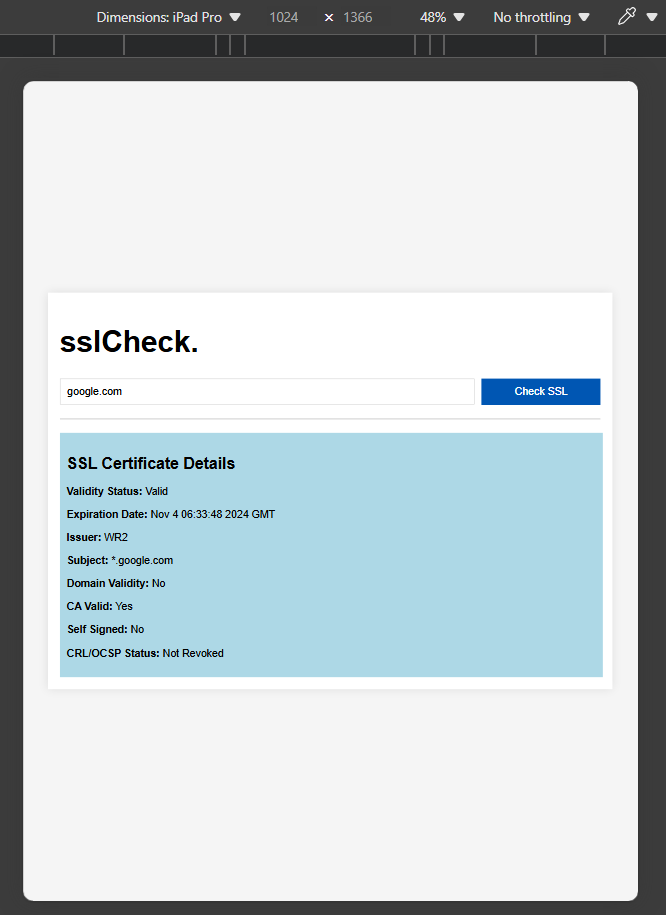 Dimensions: iPad Pro 1024 × 1366 48% No throttling
sslCheck.
google.com Check SSL
SSL Certificate Details
Validity Status: Valid
Expiration Date: Nov 4 06:33:48 2024 GMT
Issuer: WR2
Subject: *.google.com
Domain Validity: No
CA Valid: Yes
Self Signed: No
CRL/OCSP Status: Not Revoked